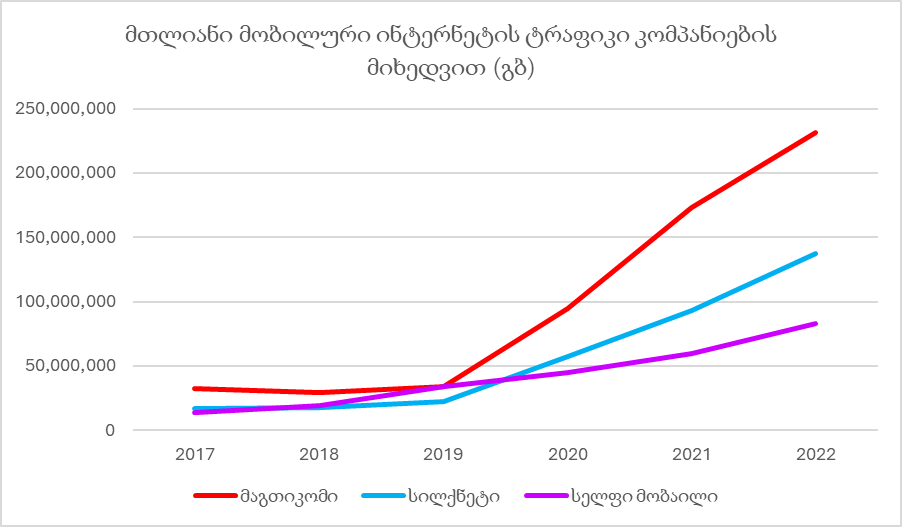 მთლიანი მობილური ინტერნეტის ტრაფიკი კომპანიების
მიხედვით (გბ)
250,000,000
200,000,000
150,000,000
100,000,000
50,000,000
0
2017 2018 2019 2020 2021 2022
მაგთიკომი სილქნეტი სელფი მობაილი